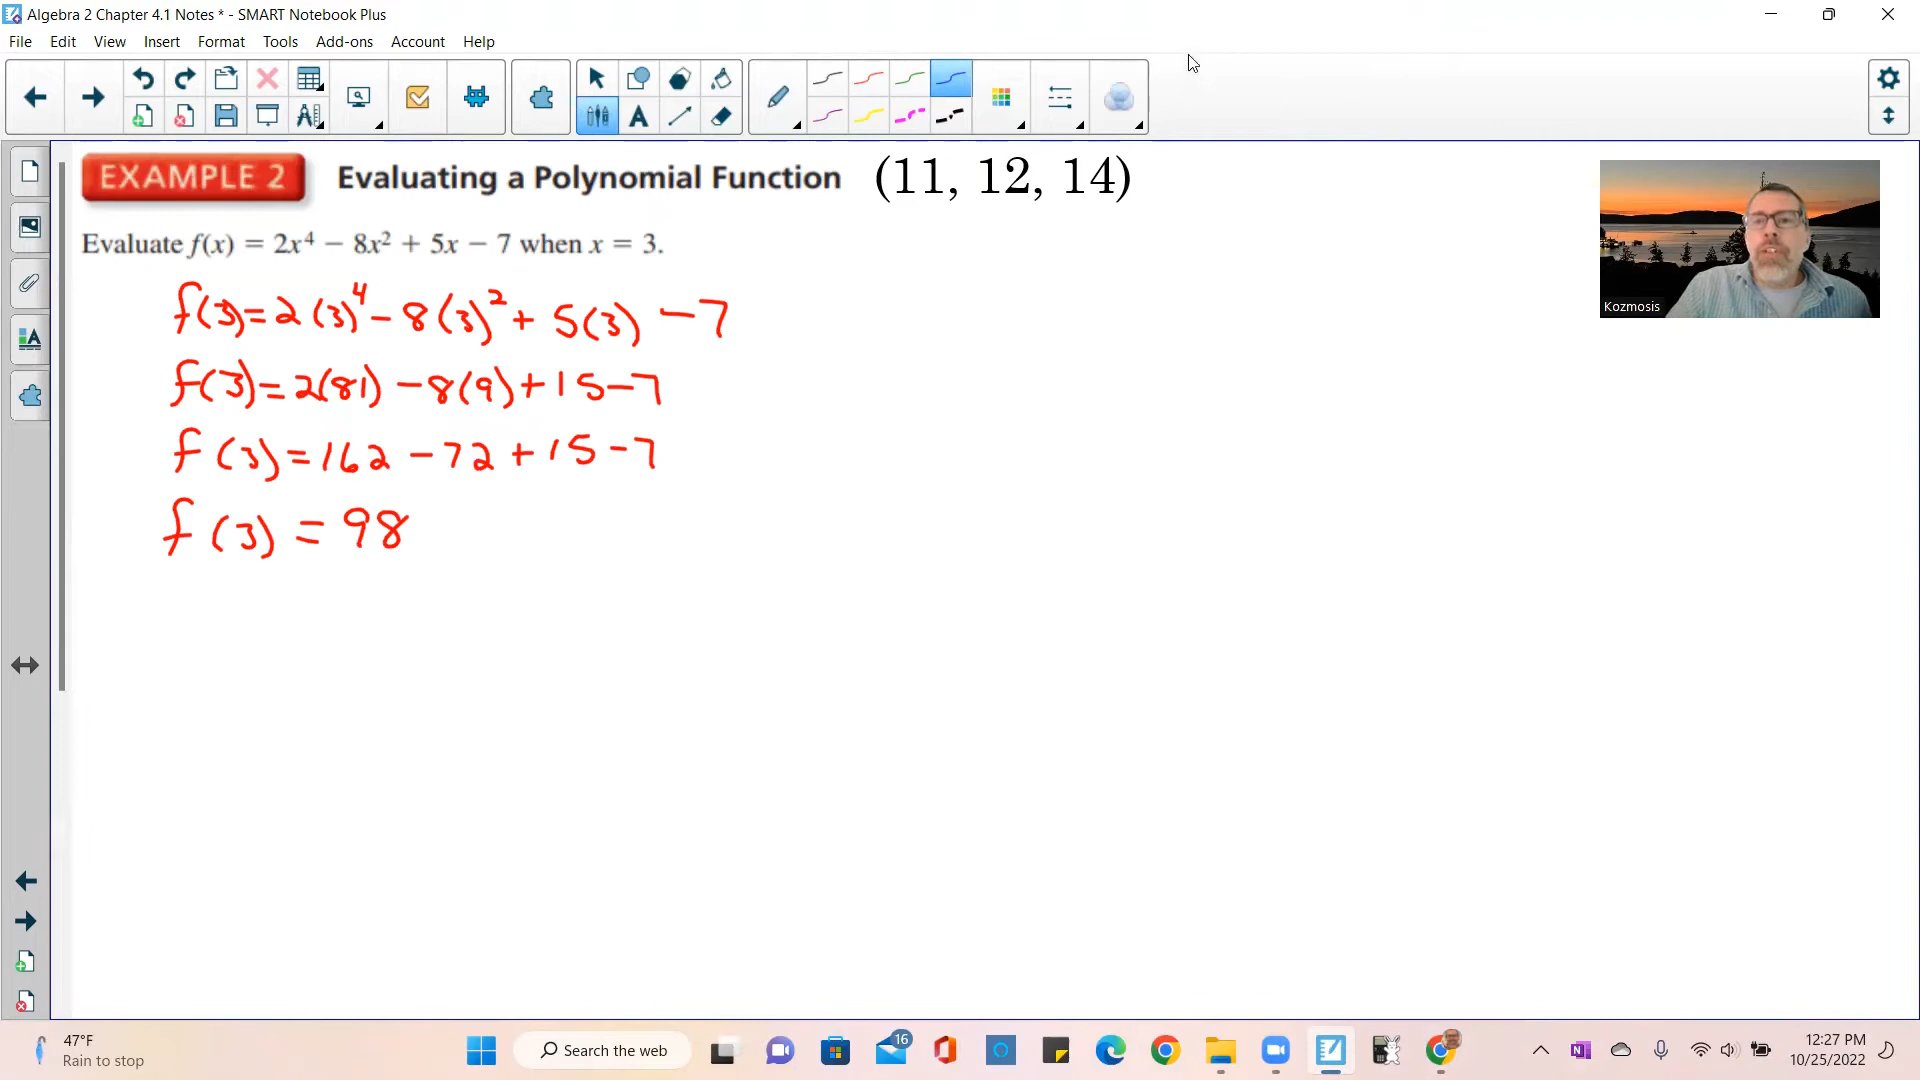 Algebra 2 Chapter 4.1 Notes * - SMART Notebook Plus
File Edit View Insert Format Tools Add-ons Account Help
EXAMPLE 2 Evaluating a Polynomial Function (11, 12, 14)
Evaluate f(x) = 2x⁴ − 8x² + 5x − 7 when x = 3.
f(3)=2(3)⁴-8(3)²+5(3)-7
f(3)=2(81)-8(9)+15-7
f(3)=162-72+15-7
f(3)=98
Kozmosis
47°F
Rain to stop
Search the web
16
12:27 PM
10/25/2022